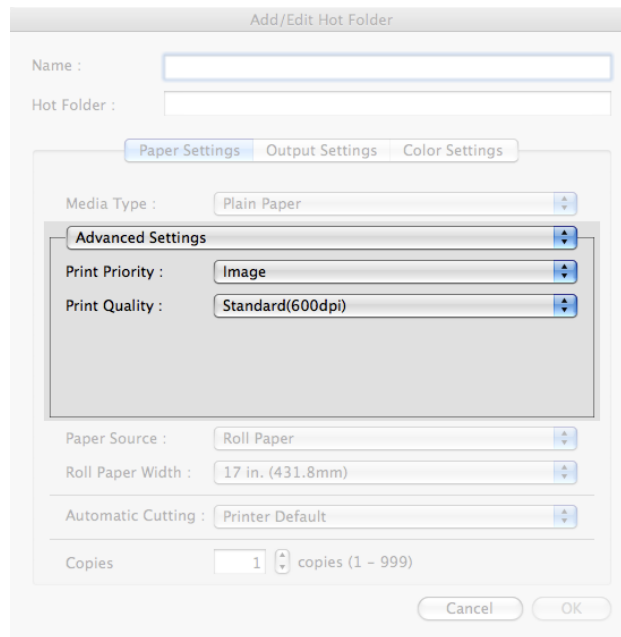 Add/Edit Hot Folder
Name :
Hot Folder :
Paper Settings Output Settings Color Settings
Media Type : Plain Paper
Advanced Settings
Print Priority : Image
Print Quality : Standard(600dpi)
Paper Source : Roll Paper
Roll Paper Width : 17 in. (431.8mm)
Automatic Cutting : Printer Default
Copies 1 copies (1 – 999)
Cancel OK